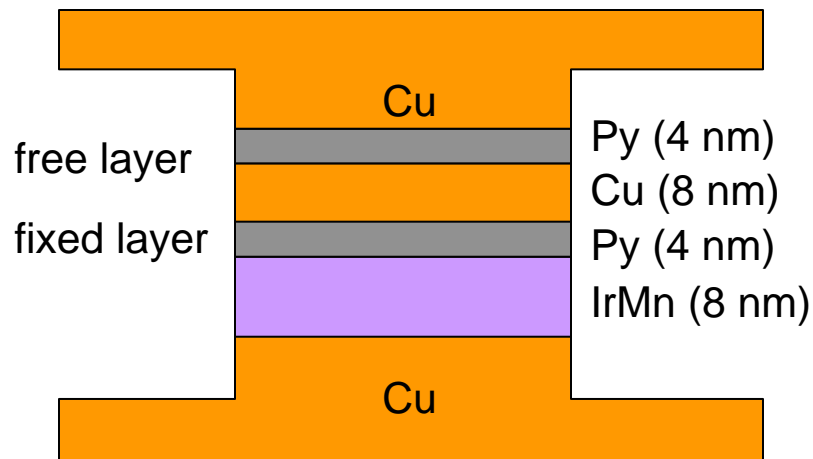 Cu
free layer
fixed layer
Py (4 nm)
Cu (8 nm)
Py (4 nm)
IrMn (8 nm)
Cu